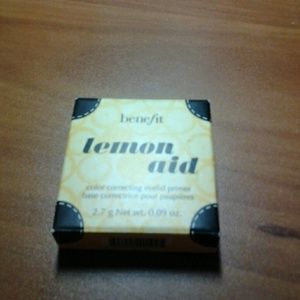 benefit
lemon
aid
color correcting eyelid primer
base correctrice pour paupières
2.7 g Net wt. 0.09 oz.